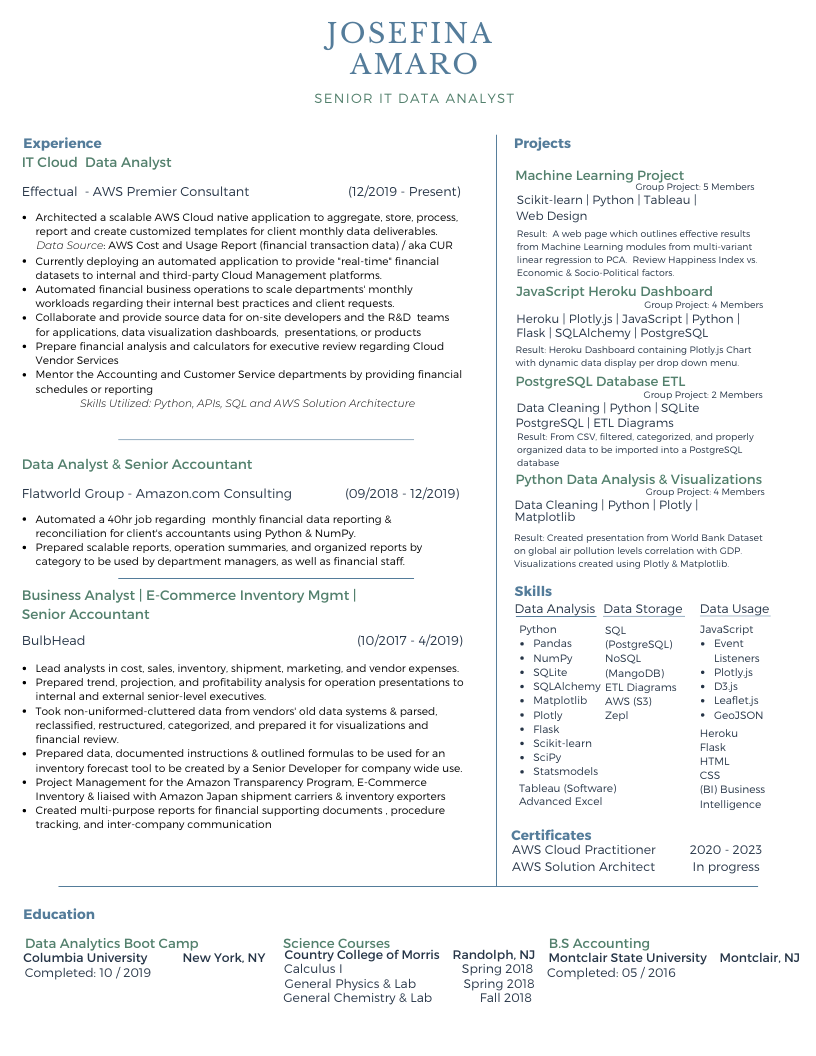 JOSEFINA
AMARO
SENIOR IT DATA ANALYST
Experience
IT Cloud  Data Analyst
Effectual  - AWS Premier Consultant (12/2019 - Present)
• Architected a scalable AWS Cloud native application to aggregate, store, process,
report and create customized templates for client monthly data deliverables.
Data Source: AWS Cost and Usage Report (financial transaction data) / aka CUR
• Currently deploying an automated application to provide "real-time" financial
datasets to internal and third-party Cloud Management platforms.
• Automated financial business operations to scale departments' monthly
workloads regarding their internal best practices and client requests.
• Collaborate and provide source data for on-site developers and the R&D  teams
for applications, data visualization dashboards,  presentations, or products
• Prepare financial analysis and calculators for executive review regarding Cloud
Vendor Services
• Mentor the Accounting and Customer Service departments by providing financial
schedules or reporting
Skills Utilized: Python, APIs, SQL and AWS Solution Architecture
Data Analyst & Senior Accountant
Flatworld Group - Amazon.com Consulting (09/2018 - 12/2019)
• Automated a 40hr job regarding  monthly financial data reporting &
reconciliation for client's accountants using Python & NumPy.
• Prepared scalable reports, operation summaries, and organized reports by
category to be used by department managers, as well as financial staff.
Business Analyst | E-Commerce Inventory Mgmt |
Senior Accountant
BulbHead (10/2017 - 4/2019)
• Lead analysts in cost, sales, inventory, shipment, marketing, and vendor expenses.
• Prepared trend, projection, and profitability analysis for operation presentations to
internal and external senior-level executives.
• Took non-uniformed-cluttered data from vendors' old data systems & parsed,
reclassified, restructured, categorized, and prepared it for visualizations and
financial review.
• Prepared data, documented instructions & outlined formulas to be used for an
inventory forecast tool to be created by a Senior Developer for company wide use.
• Project Management for the Amazon Transparency Program, E-Commerce
Inventory & liaised with Amazon Japan shipment carriers & inventory exporters
• Created multi-purpose reports for financial supporting documents , procedure
tracking, and inter-company communication
Projects
Machine Learning Project
Group Project: 5 Members
Scikit-learn | Python | Tableau |
Web Design
Result:  A web page which outlines effective results
from Machine Learning modules from multi-variant
linear regression to PCA.  Review Happiness Index vs.
Economic & Socio-Political factors.
JavaScript Heroku Dashboard
Group Project: 4 Members
Heroku | Plotly.js | JavaScript | Python |
Flask | SQLAlchemy | PostgreSQL
Result: Heroku Dashboard containing Plotly.js Chart
with dynamic data display per drop down menu.
PostgreSQL Database ETL
Group Project: 2 Members
Data Cleaning | Python | SQLite
PostgreSQL | ETL Diagrams
Result: From CSV, filtered, categorized, and properly
organized data to be imported into a PostgreSQL
database
Python Data Analysis & Visualizations
Group Project: 4 Members
Data Cleaning | Python | Plotly |
Matplotlib
Result: Created presentation from World Bank Dataset
on global air pollution levels correlation with GDP.
Visualizations created using Plotly & Matplotlib.
Skills
Data Analysis
Python
• Pandas
• NumPy
• SQLite
• SQLAlchemy
• Matplotlib
• Plotly
• Flask
• Scikit-learn
• SciPy
• Statsmodels
Tableau (Software)
Advanced Excel
Data Storage
SQL
(PostgreSQL)
NoSQL
(MangoDB)
ETL Diagrams
AWS (S3)
Zepl
Data Usage
JavaScript
• Event
Listeners
• Plotly.js
• D3.js
• Leaflet.js
• GeoJSON
Heroku
Flask
HTML
CSS
(BI) Business
Intelligence
Certificates
AWS Cloud Practitioner 2020 - 2023
AWS Solution Architect In progress
Education
Data Analytics Boot Camp
Columbia University New York, NY
Completed: 10 / 2019
Science Courses
Country College of Morris Randolph, NJ
Calculus I Spring 2018
General Physics & Lab Spring 2018
General Chemistry & Lab Fall 2018
B.S Accounting
Montclair State University Montclair, NJ
Completed: 05 / 2016